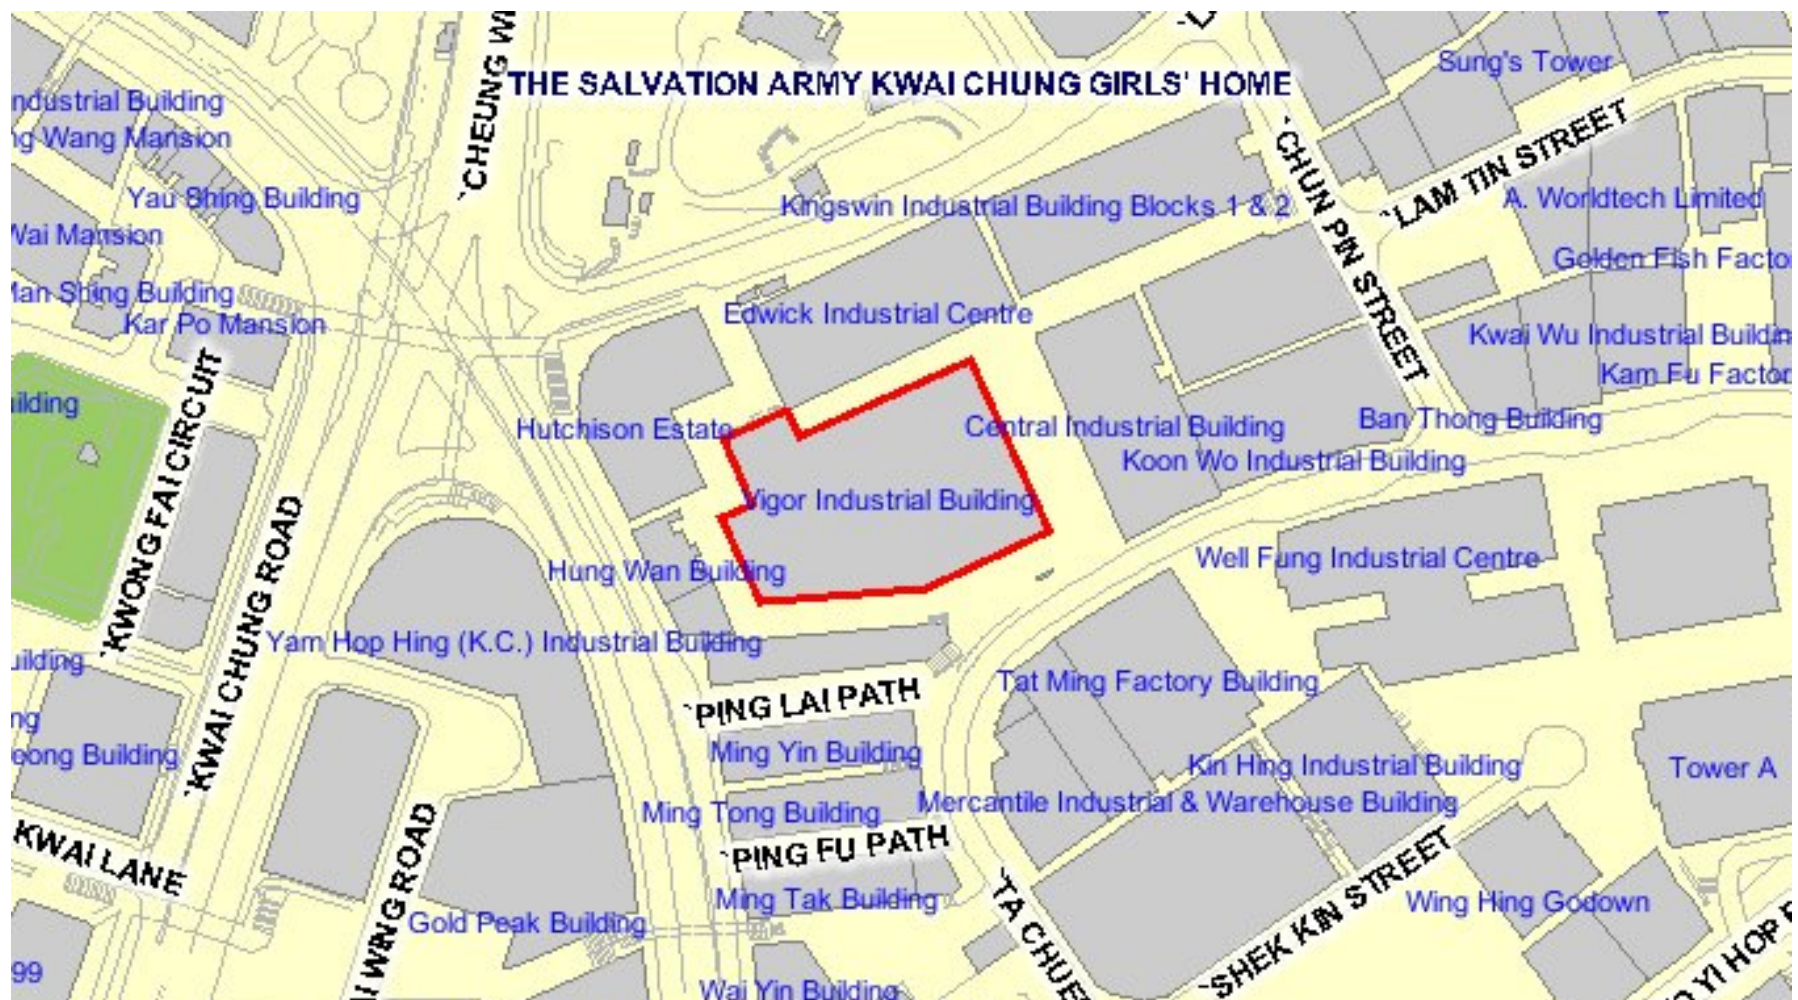 `CHEUNG WI
THE SALVATION ARMY KWAI CHUNG GIRLS' HOME
Sung's Tower
ndustrial Building
ng Wang Mansion
`CHUN PIN STREET
`LAM TIN STREET
Yau Shing Building
Kingswin Industrial Building Blocks 1 & 2
A. Worldtech Limited
Wai Mansion
Golden Fish Facto
Man Shing Building
Kar Po Mansion
Edwick Industrial Centre
Kwai Wu Industrial Buildin
Kam Fu Factor
uilding
`KWONG FAI CIRCUIT
Hutchison Estate
Central Industrial Building
Ban Thong Building
Koon Wo Industrial Building
Vigor Industrial Building
`KWAI CHUNG ROAD
Hung Wan Building
Well Fung Industrial Centre
Yam Hop Hing (K.C.) Industrial Building
uilding
Tat Ming Factory Building
`PING LAI PATH
ng
eong Building
Ming Yin Building
Kin Hing Industrial Building
Tower A
Ming Tong Building
Mercantile Industrial & Warehouse Building
KWAI LANE
`PING FU PATH
Ming Tak Building
Wing Hing Godown
Gold Peak Building
I WING ROAD
`TA CHUE
`SHEK KIN STREET
YI HOP
99
Wai Yin Building